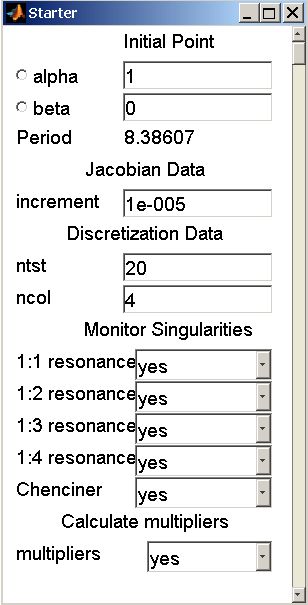 Starter
Initial Point
alpha 1
beta 0
Period 8.38607
Jacobian Data
increment 1e-005
Discretization Data
ntst 20
ncol 4
Monitor Singularities
1:1 resonance yes
1:2 resonance yes
1:3 resonance yes
1:4 resonance yes
Chenciner yes
Calculate multipliers
multipliers yes